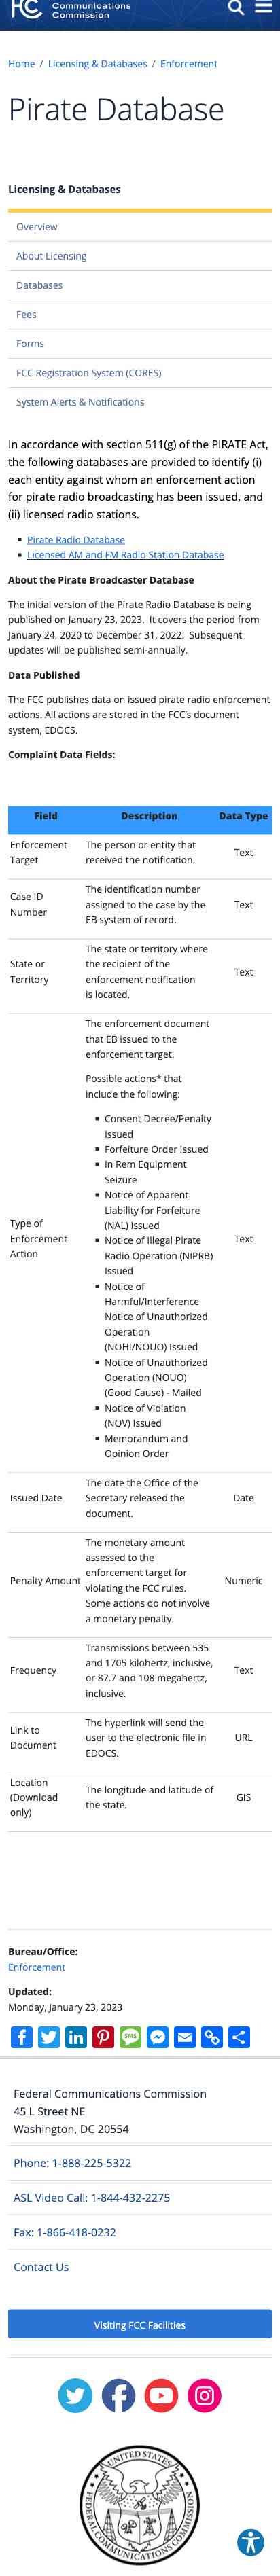 Communications
Commission
Home / Licensing & Databases / Enforcement
Pirate Database
Licensing & Databases
Overview
About Licensing
Databases
Fees
Forms
FCC Registration System (CORES)
System Alerts & Notifications
In accordance with section 511(g) of the PIRATE Act,
the following databases are provided to identify (i)
each entity against whom an enforcement action
for pirate radio broadcasting has been issued, and
(ii) licensed radio stations.
Pirate Radio Database
Licensed AM and FM Radio Station Database
About the Pirate Broadcaster Database
The initial version of the Pirate Radio Database is being
published on January 23, 2023. It covers the period from
January 24, 2020 to December 31, 2022. Subsequent
updates will be published semi-annually.
Data Published
The FCC publishes data on issued pirate radio enforcement
actions. All actions are stored in the FCC's document
system, EDOCS.
Complaint Data Fields:
Field Description Data Type
Enforcement
Target
The person or entity that
received the notification.
Text
Case ID
Number
The identification number
assigned to the case by the
EB system of record.
Text
State or
Territory
The state or territory where
the recipient of the
enforcement notification
is located.
Text
Type of
Enforcement
Action
The enforcement document
that EB issued to the
enforcement target.
Possible actions* that
include the following:
Consent Decree/Penalty
Issued
Forfeiture Order Issued
In Rem Equipment
Seizure
Notice of Apparent
Liability for Forfeiture
(NAL) Issued
Notice of Illegal Pirate
Radio Operation (NIPRB)
Issued
Notice of
Harmful/Interference
Notice of Unauthorized
Operation
(NOHI/NOUO) Issued
Notice of Unauthorized
Operation (NOUO)
(Good Cause) - Mailed
Notice of Violation
(NOV) Issued
Memorandum and
Opinion Order
Text
Issued Date
The date the Office of the
Secretary released the
document.
Date
Penalty Amount
The monetary amount
assessed to the
enforcement target for
violating the FCC rules.
Some actions do not involve
a monetary penalty.
Numeric
Frequency
Transmissions between 535
and 1705 kilohertz, inclusive,
or 87.7 and 108 megahertz,
inclusive.
Text
Link to
Document
The hyperlink will send the
user to the electronic file in
EDOCS.
URL
Location
(Download
only)
The longitude and latitude of
the state.
GIS
Bureau/Office:
Enforcement
Updated:
Monday, January 23, 2023
SMS
Federal Communications Commission
45 L Street NE
Washington, DC 20554
Phone: 1-888-225-5322
ASL Video Call: 1-844-432-2275
Fax: 1-866-418-0232
Contact Us
Visiting FCC Facilities
UNITED STATES
FEDERAL COMMUNICATIONS COMMISSION